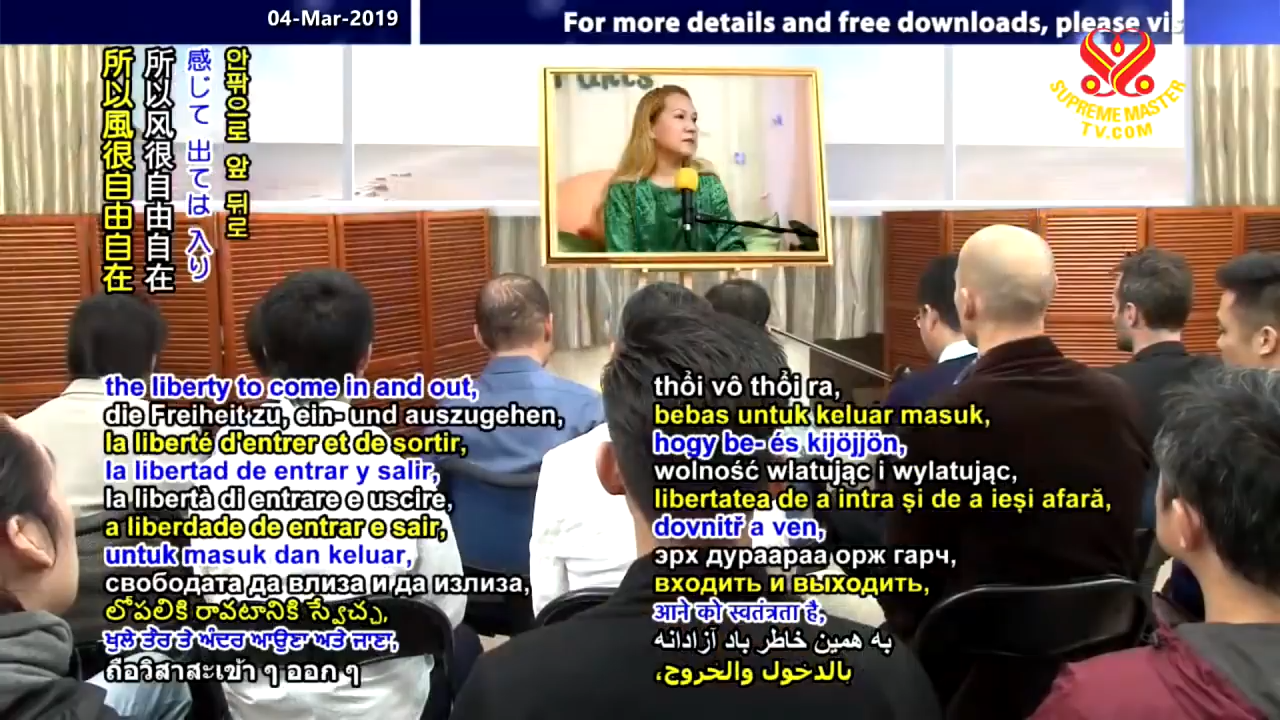 04-Mar-2019
For more details and free downloads, please vis
SUPREME MASTER
TV.COM
所以風很自由自在
所以风很自由自在
感じて 出ては 入り
안팎으로 앞 뒤로
the liberty to come in and out,
die Freiheit zu, ein- und auszugehen,
la liberté d'entrer et de sortir,
la libertad de entrar y salir,
la libertà di entrare e uscire,
a liberdade de entrar e sair,
untuk masuk dan keluar,
свободата да влиза и да излиза,
లోపలికి రావటానికి స్వేచ్ఛ,
ਖੁਲੇ ਤੌਰ ਤੇ ਅੰਦਰ ਆਉਣਾ ਅਤੇ ਜਾਣਾ,
ถือวิสาสะเข้า ๆ ออก ๆ
thổi vô thổi ra,
bebas untuk keluar masuk,
hogy be- és kijöjjön,
wolność wlatując i wylatując,
libertatea de a intra și de a ieși afară,
dovnitř a ven,
эрх дураараа орж гарч,
входить и выходить,
आने को स्वतंत्रता है,
به همین خاطر باد آزادانه
بالدخول والخروج،